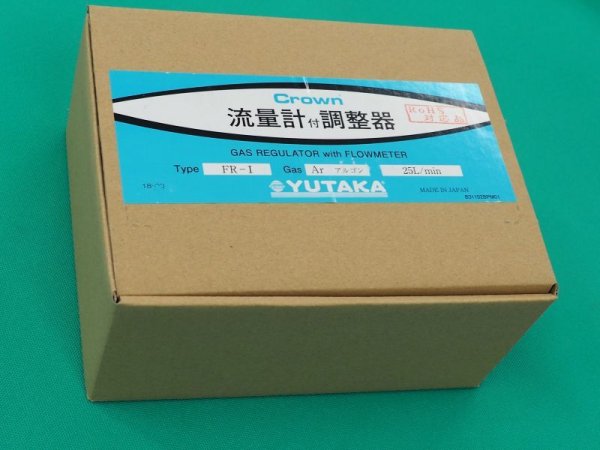 Crown
流量計付調整器
RoHS
対応品
GAS REGULATOR with FLOWMETER
Type FR-I Gas Ar アルゴン 25L/min
YUTAKA
MADE IN JAPAN